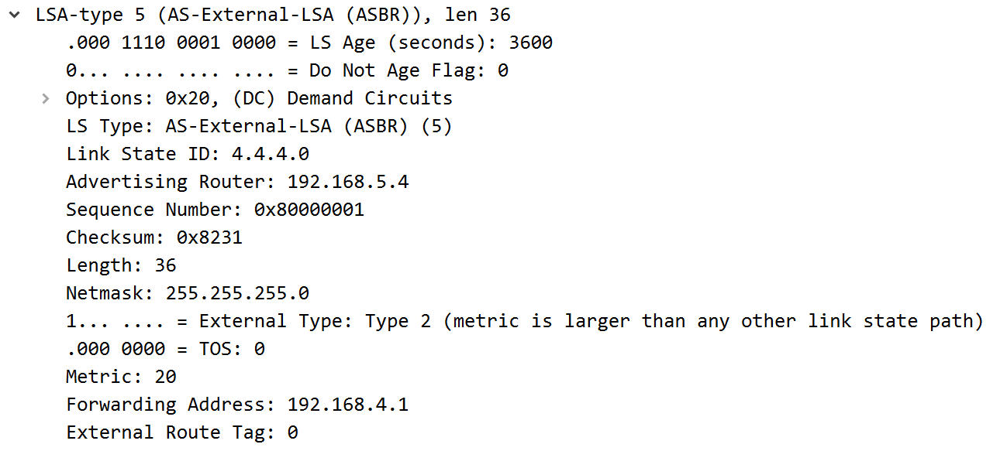 LSA-type 5 (AS-External-LSA (ASBR)), len 36
.000 1110 0001 0000 = LS Age (seconds): 3600
0... .... .... .... = Do Not Age Flag: 0
Options: 0x20, (DC) Demand Circuits
LS Type: AS-External-LSA (ASBR) (5)
Link State ID: 4.4.4.0
Advertising Router: 192.168.5.4
Sequence Number: 0x80000001
Checksum: 0x8231
Length: 36
Netmask: 255.255.255.0
1... .... = External Type: Type 2 (metric is larger than any other link state path)
.000 0000 = TOS: 0
Metric: 20
Forwarding Address: 192.168.4.1
External Route Tag: 0